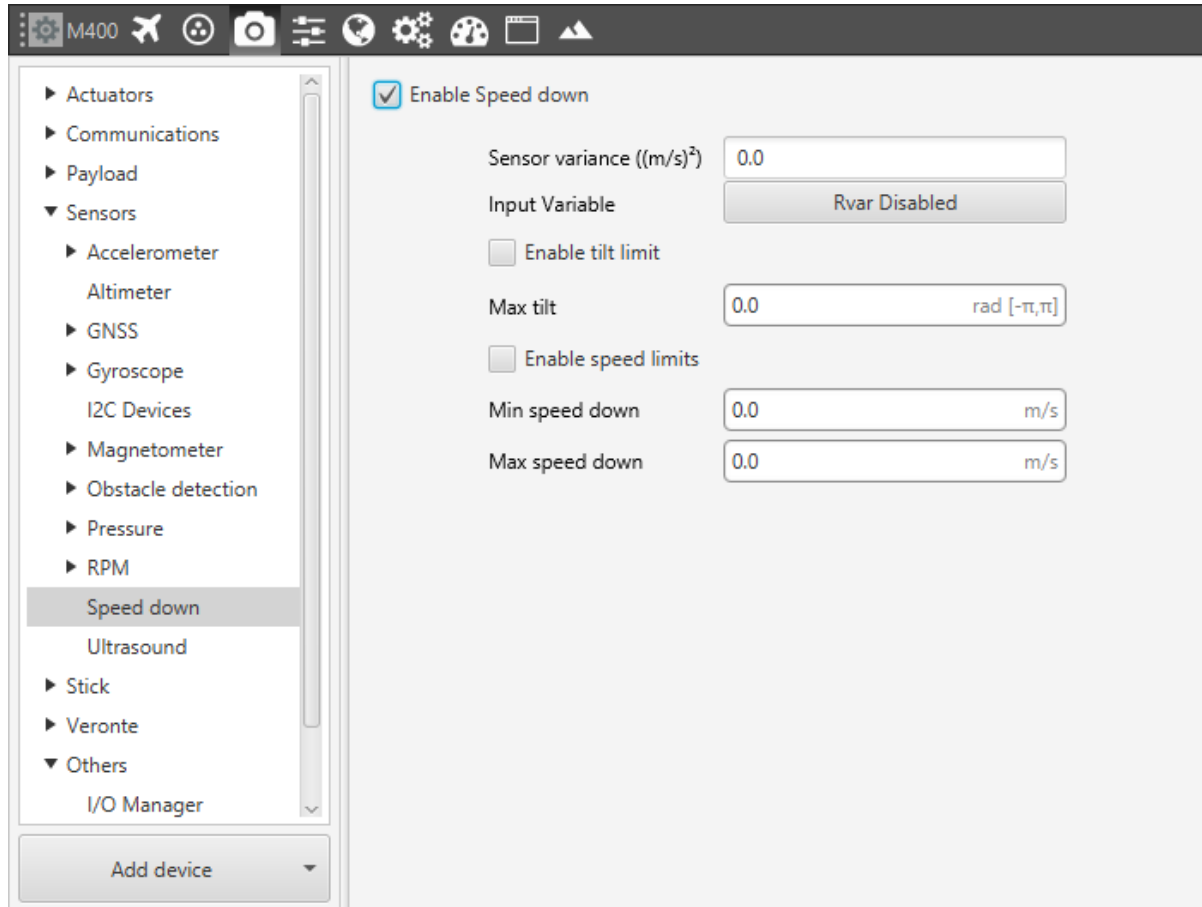 M400
Actuators
Communications
Payload
Sensors
Accelerometer
Altimeter
GNSS
Gyroscope
I2C Devices
Magnetometer
Obstacle detection
Pressure
RPM
Speed down
Ultrasound
Stick
Veronte
Others
I/O Manager
Add device
Enable Speed down
Sensor variance ((m/s)²) 0.0
Input Variable Rvar Disabled
Enable tilt limit
Max tilt 0.0 rad [-π,π]
Enable speed limits
Min speed down 0.0 m/s
Max speed down 0.0 m/s